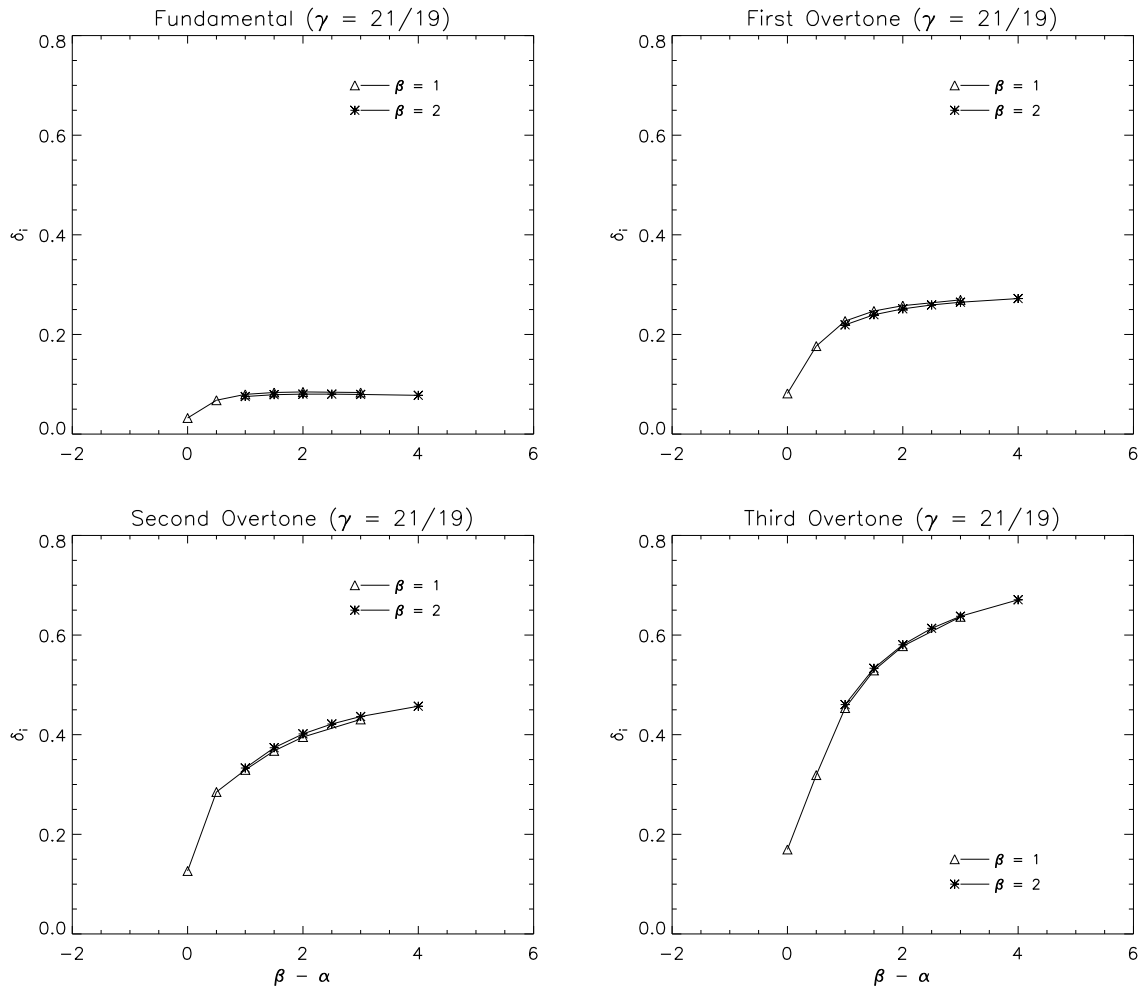 Fundamental (γ = 21/19)
0.8
0.6
0.4
0.2
0.0
δi
β = 1
β = 2
−2 0 2 4 6
First Overtone (γ = 21/19)
0.8
0.6
0.4
0.2
0.0
δi
β = 1
β = 2
−2 0 2 4 6
Second Overtone (γ = 21/19)
0.8
0.6
0.4
0.2
0.0
δi
β = 1
β = 2
−2 0 2 4 6
β − α
Third Overtone (γ = 21/19)
0.8
0.6
0.4
0.2
0.0
δi
β = 1
β = 2
−2 0 2 4 6
β − α